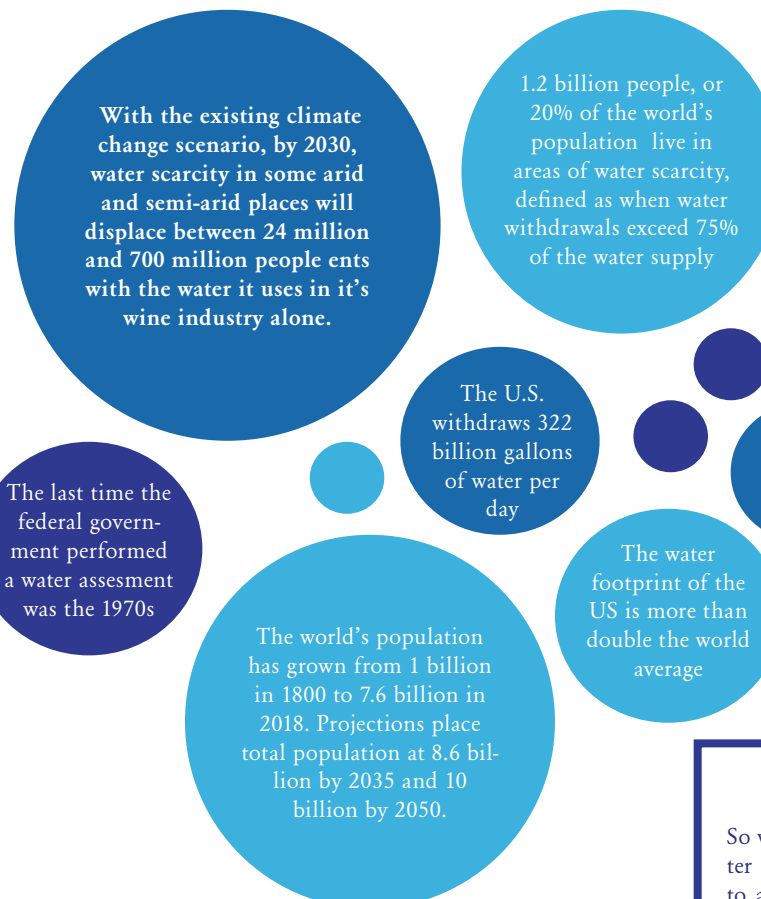 With the existing climate
change scenario, by 2030,
water scarcity in some arid
and semi-arid places will
displace between 24 million
and 700 million people ents
with the water it uses in it’s
wine industry alone.
1.2 billion people, or
20% of the world’s
population live in
areas of water scarcity,
defined as when water
withdrawals exceed 75%
of the water supply
The U.S.
withdraws 322
billion gallons
of water per
day
The last time the
federal govern-
ment performed
a water assesment
was the 1970s
The water
footprint of the
US is more than
double the world
average
The world’s population
has grown from 1 billion
in 1800 to 7.6 billion in
2018. Projections place
total population at 8.6 bil-
lion by 2035 and 10
billion by 2050.
So
ter
to